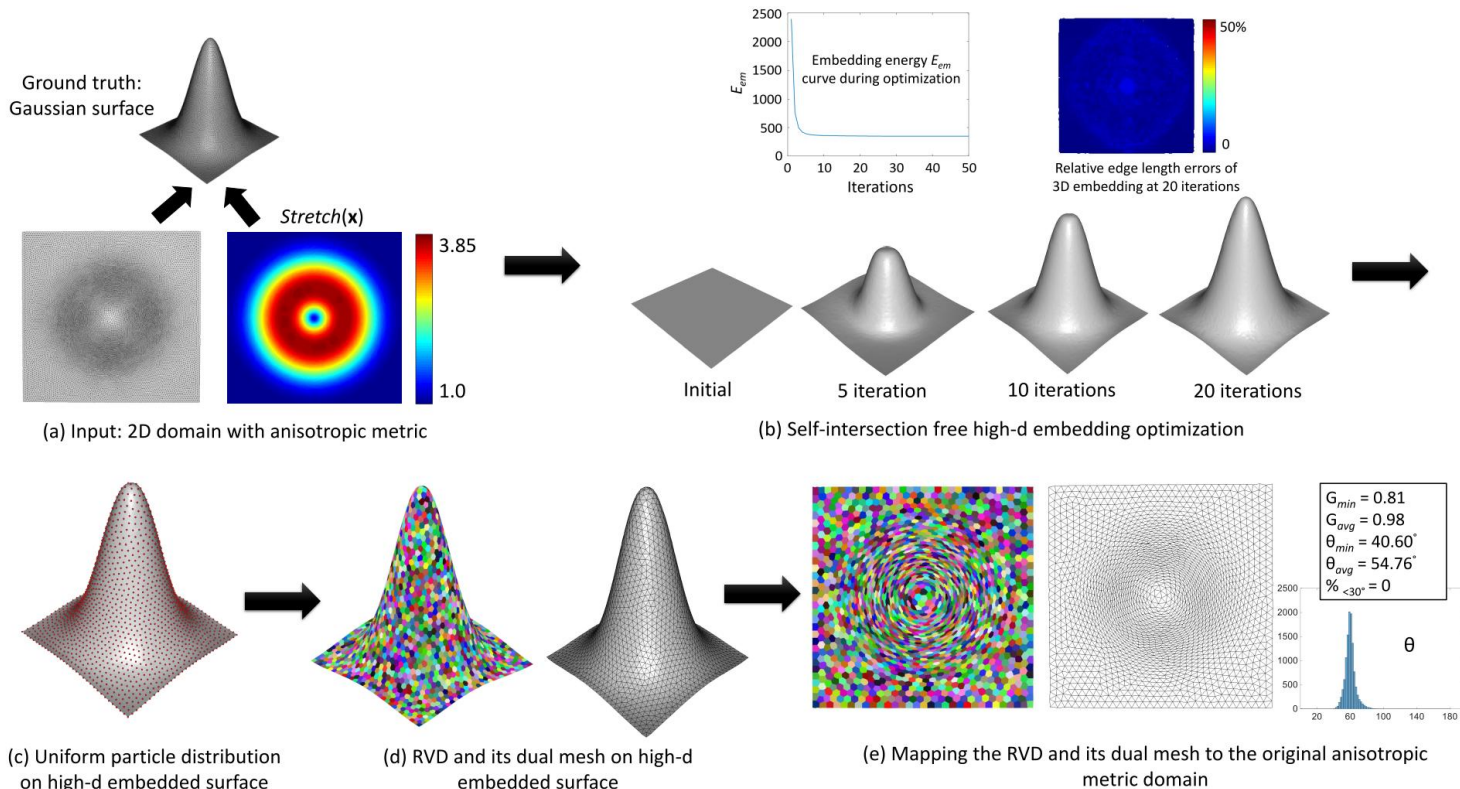 Ground truth:
Gaussian surface
Stretch(x)
3.85
1.0
(a) Input: 2D domain with anisotropic metric
2500
2000
1500
1000
500
0
E_em
Embedding energy E_em
curve during optimization
0 10 20 30 40 50
Iterations
50%
0
Relative edge length errors of
3D embedding at 20 iterations
Initial
5 iteration
10 iterations
20 iterations
(b) Self-intersection free high-d embedding optimization
(c) Uniform particle distribution
on high-d embedded surface
(d) RVD and its dual mesh on high-d
embedded surface
G_min = 0.81
G_avg = 0.98
θ_min = 40.60°
θ_avg = 54.76°
%_<30° = 0
2500
2000
1500
1000
500
0
θ
20 60 100 140 180
(e) Mapping the RVD and its dual mesh to the original anisotropic
metric domain